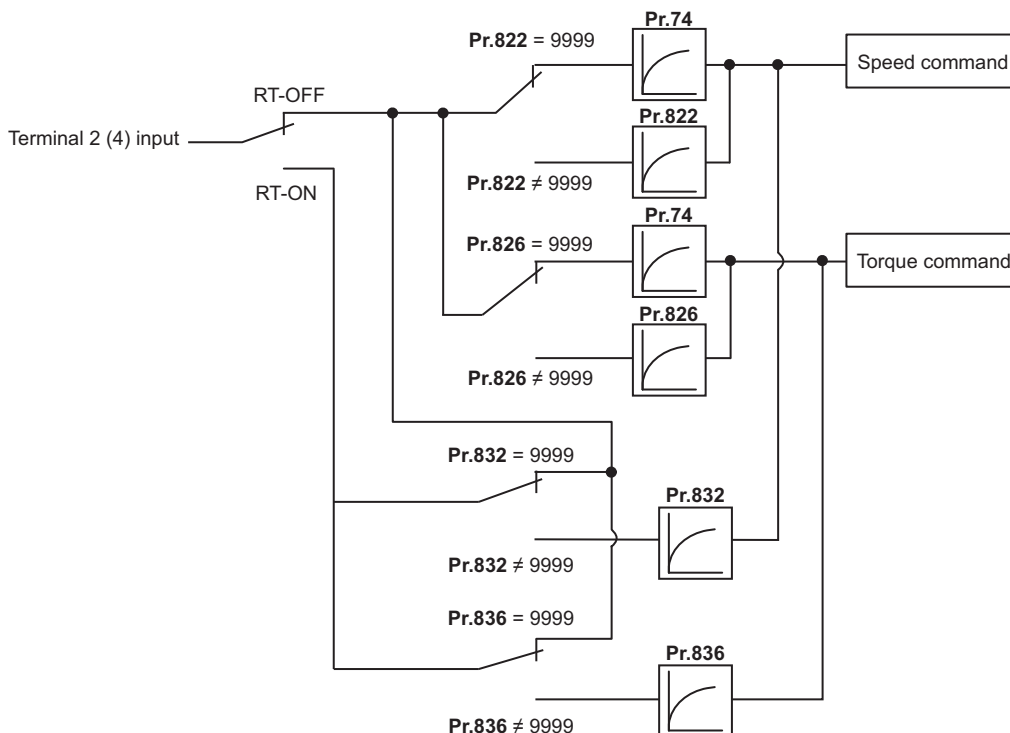 Pr.74
Pr.822 = 9999
Speed command
RT-OFF
Pr.822
Terminal 2 (4) input
Pr.822 ≠ 9999
RT-ON
Pr.74
Pr.826 = 9999
Torque command
Pr.826
Pr.826 ≠ 9999
Pr.832 = 9999
Pr.832
Pr.832 ≠ 9999
Pr.836 = 9999
Pr.836
Pr.836 ≠ 9999